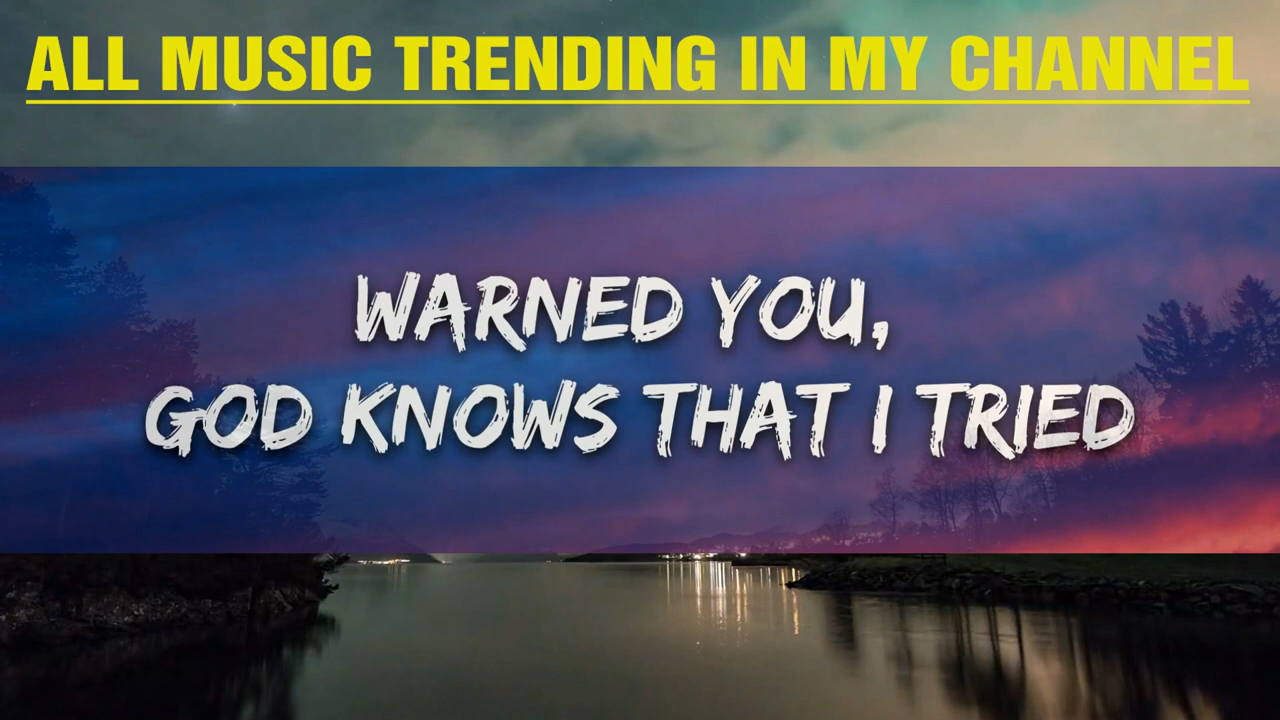 ALL MUSIC TRENDING IN MY CHANNEL
WARNED YOU,
GOD KNOWS THAT I TRIED